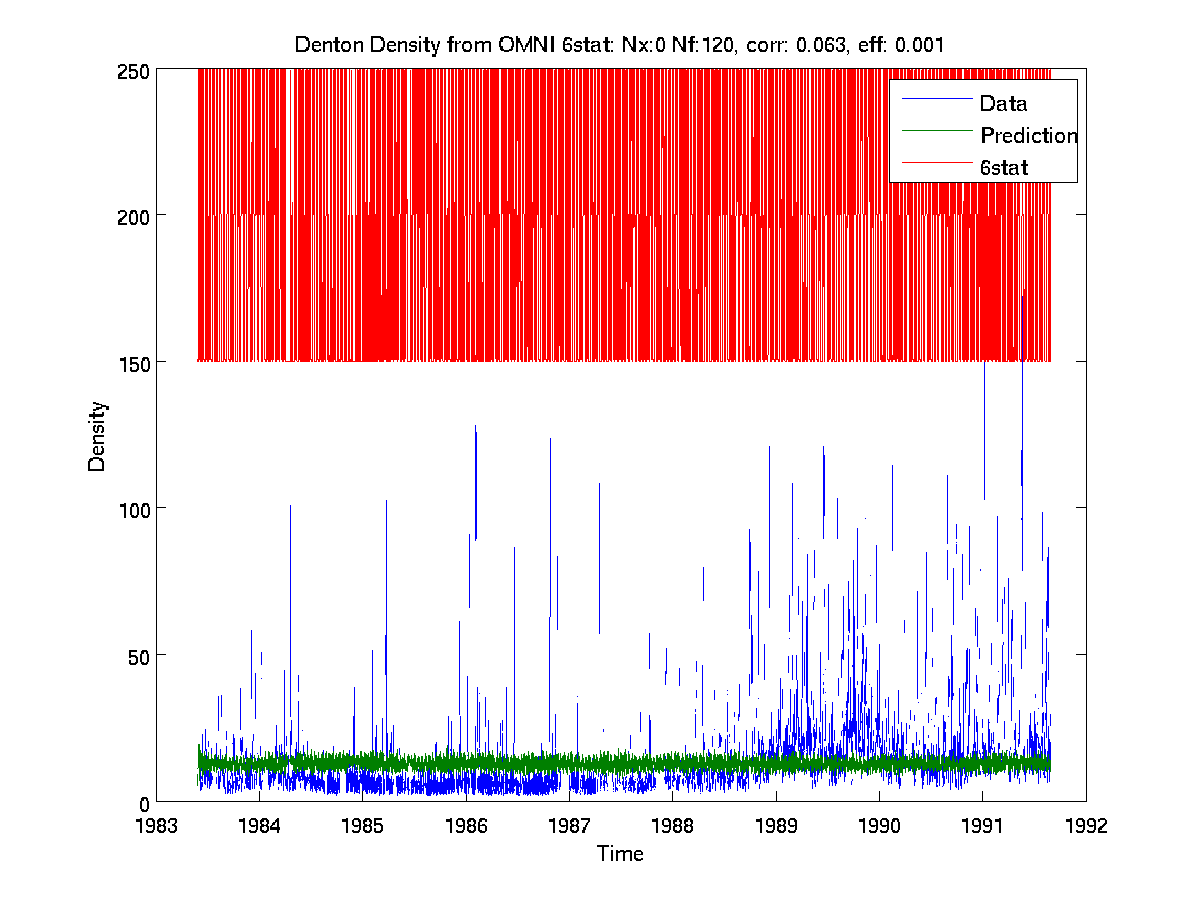 Denton Density from OMNI 6stat: Nx:0 Nf:120, corr: 0.063, eff: 0.001
250
200
150
100
50
0
Density
Data
Prediction
6stat
1983 1984 1985 1986 1987 1988 1989 1990 1991 1992
Time